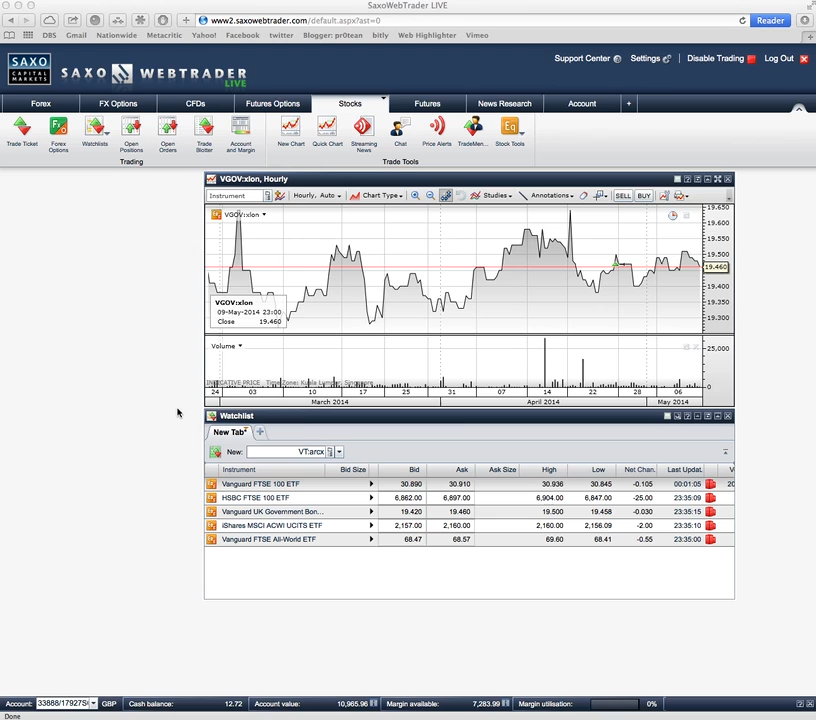 SaxoWebTrader LIVE
www2.saxowebtrader.com/default.aspx?ast=0
Reader
DBS Gmail Nationwide Metacritic Yahoo! Facebook twitter Blogger: pr0tean bitly Web Highlighter Vimeo
SAXO CAPITAL MARKETS
SAXO WEBTRADER
LIVE
Support Center Settings Disable Trading Log Out
Forex FX Options CFDs Futures Options Stocks Futures News Research Account +
Trade Ticket Forex Options Watchlists Open Positions Open Orders Trade Blotter Account and Margin New Chart Quick Chart Streaming News Chat Price Alerts TradeMen... Stock Tools
Trading Trade Tools
VGOV:xlon, Hourly
Instrument Hourly, Auto Chart Type Studies Annotations SELL BUY
VGOV:xlon
19.650
19.600
19.550
19.500
19.460
19.400
19.350
19.300
VGOV:xlon
09-May-2014 23:00
Close 19.460
Volume
25,000
0
INDICATIVE PRICE Time Zone: Kuala Lumpur, Singapore
24 03 10 17 24 31 07 14 22 28 06
March 2014 April 2014 May 2014
Watchlist
New Tab
New: VT:arcx
Instrument Bid Size Bid Ask Ask Size High Low Net Chan. Last Updat. V
Vanguard FTSE 100 ETF 30.890 30.910 30.936 30.845 -0.105 00:01:05 20
HSBC FTSE 100 ETF 6,862.00 6,897.00 6,904.00 6,847.00 -25.00 23:35:09
Vanguard UK Government Bon... 19.420 19.460 19.500 19.458 -0.030 23:35:15
iShares MSCI ACWI UCITS ETF 2,157.00 2,160.00 2,160.00 2,156.09 -2.00 23:35:10
Vanguard FTSE All-World ETF 68.47 68.57 69.60 68.41 -0.55 23:35:00
Account: 33888/17927S GBP Cash balance: 12.72 Account value: 10,965.96 Margin available: 7,283.99 Margin utilisation: 0%
Done